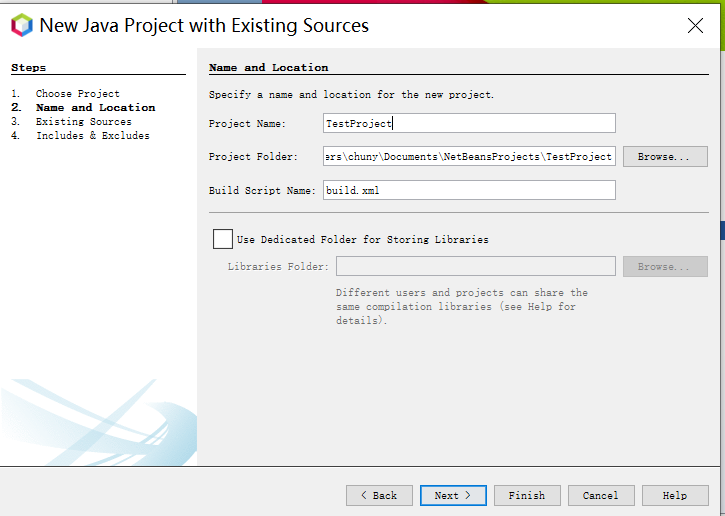 New Java Project with Existing Sources
Steps
1. Choose Project
2. Name and Location
3. Existing Sources
4. Includes & Excludes
Name and Location
Specify a name and location for the new project.
Project Name: TestProject
Project Folder: ers\chuny\Documents\NetBeansProjects\TestProject Browse...
Build Script Name: build.xml
Use Dedicated Folder for Storing Libraries
Libraries Folder: Browse...
Different users and projects can share the
same compilation libraries (see Help for
details).
< Back Next > Finish Cancel Help